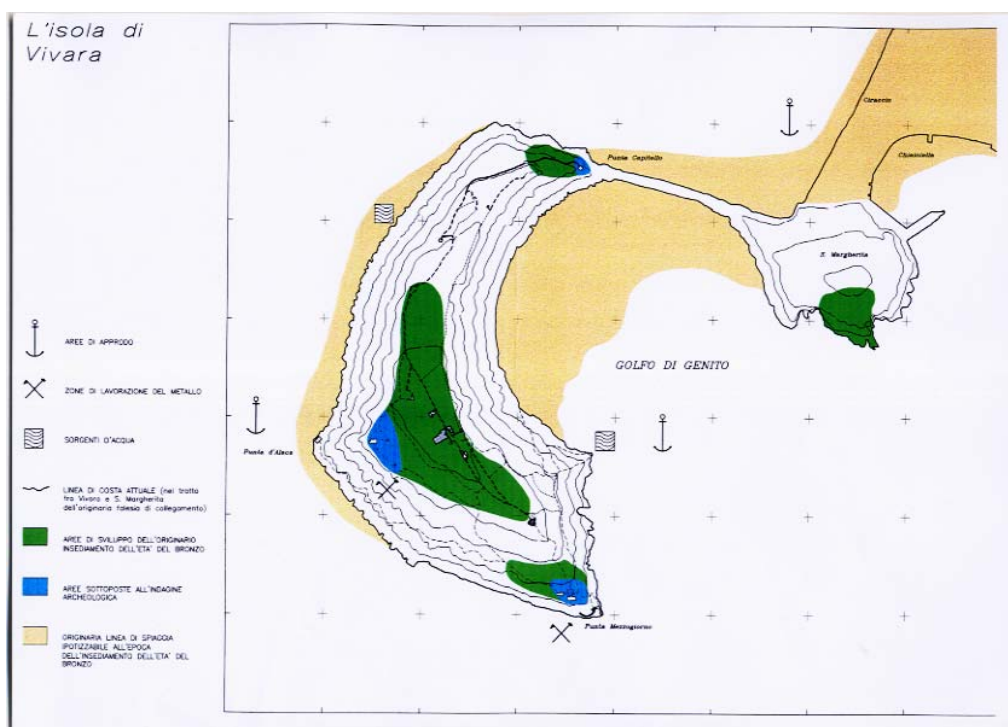 L'isola di
Vivara
Ciraccio
Chiaiolella
Punta Capitello
S. Margherita
GOLFO DI GENITO
Punta d'Alaca
Punta Mezzogiorno
AREE DI APPRODO
ZONE DI LAVORAZIONE DEL METALLO
SORGENTI D'ACQUA
LINEA DI COSTA ATTUALE (nel tratto
tra Vivara e S. Margherita
dell'originaria falesia di collegamento)
AREE DI SVILUPPO DELL'ORIGINARIO
INSEDIAMENTO DELL'ETA' DEL BRONZO
AREE SOTTOPOSTE ALL'INDAGINE
ARCHEOLOGICA
ORIGINARIA LINEA DI SPIAGGIA
IPOTIZZABILE ALL'EPOCA
DELL'INSEDIAMENTO DELL'ETA' DEL
BRONZO